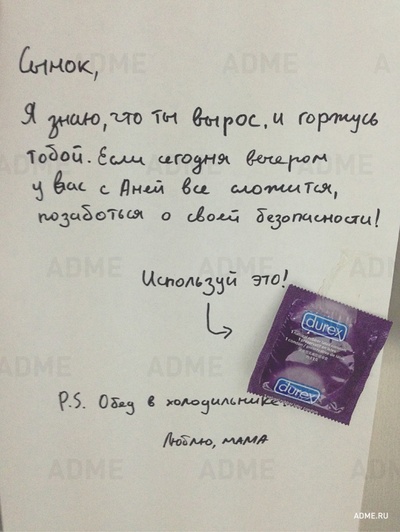 Сынок,
Я знаю, что ты вырос, и горжусь
тобой. Если сегодня вечером
у вас с Аней все сложится,
позаботься о своей безопасности!
Используй это!
durex
durex
P.S. Обед в холодильнике.
Люблю, мама
ADME.RU